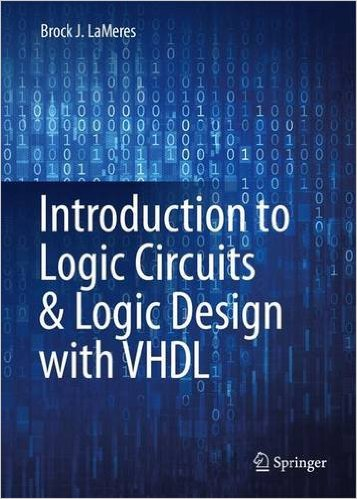 Brock J. LaMeres
Introduction to
Logic Circuits
& Logic Design
with VHDL
Springer